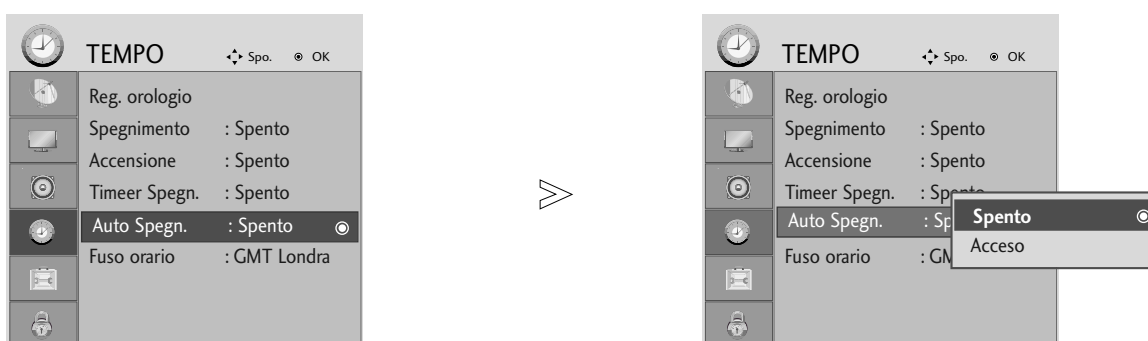 TEMPO Spo. OK
Reg. orologio
Spegnimento : Spento
Accensione : Spento
Timeer Spegn. : Spento
Auto Spegn. : Spento
Fuso orario : GMT Londra
TEMPO Spo. OK
Reg. orologio
Spegnimento : Spento
Accensione : Spento
Timeer Spegn.
Auto Spegn.
Spento
Acceso
Fuso orario